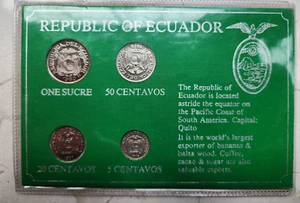 REPUBLIC OF ECUADOR
ONE SUCRE
50 CENTAVOS
20 CENTAVOS
5 CENTAVOS
The Republic of
Ecuador is located
astride the equator on
the Pacific Coast of
South America. Capital:
Quito
It is the world's largest
exporter of bananas &
balsa wood. Coffee,
cacao & sugar are also
valuable exports.